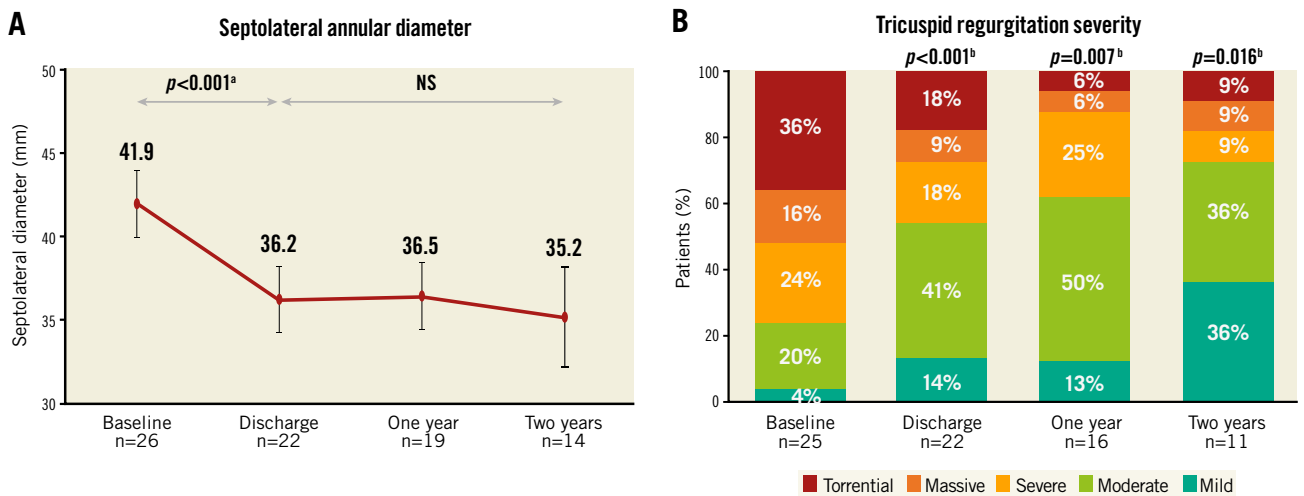 A
Septolateral annular diameter
Septolateral diameter (mm)
50
45
40
35
30
p<0.001ᵃ
NS
41.9
36.2
36.5
35.2
Baseline
n=26
Discharge
n=22
One year
n=19
Two years
n=14
B
Tricuspid regurgitation severity
p<0.001ᵇ
p=0.007ᵇ
p=0.016ᵇ
Patients (%)
100
80
60
40
20
0
36%
16%
24%
20%
4%
18%
9%
18%
41%
14%
6%
6%
25%
50%
13%
9%
9%
9%
36%
36%
Baseline
n=25
Discharge
n=22
One year
n=16
Two years
n=11
Torrential Massive Severe Moderate Mild